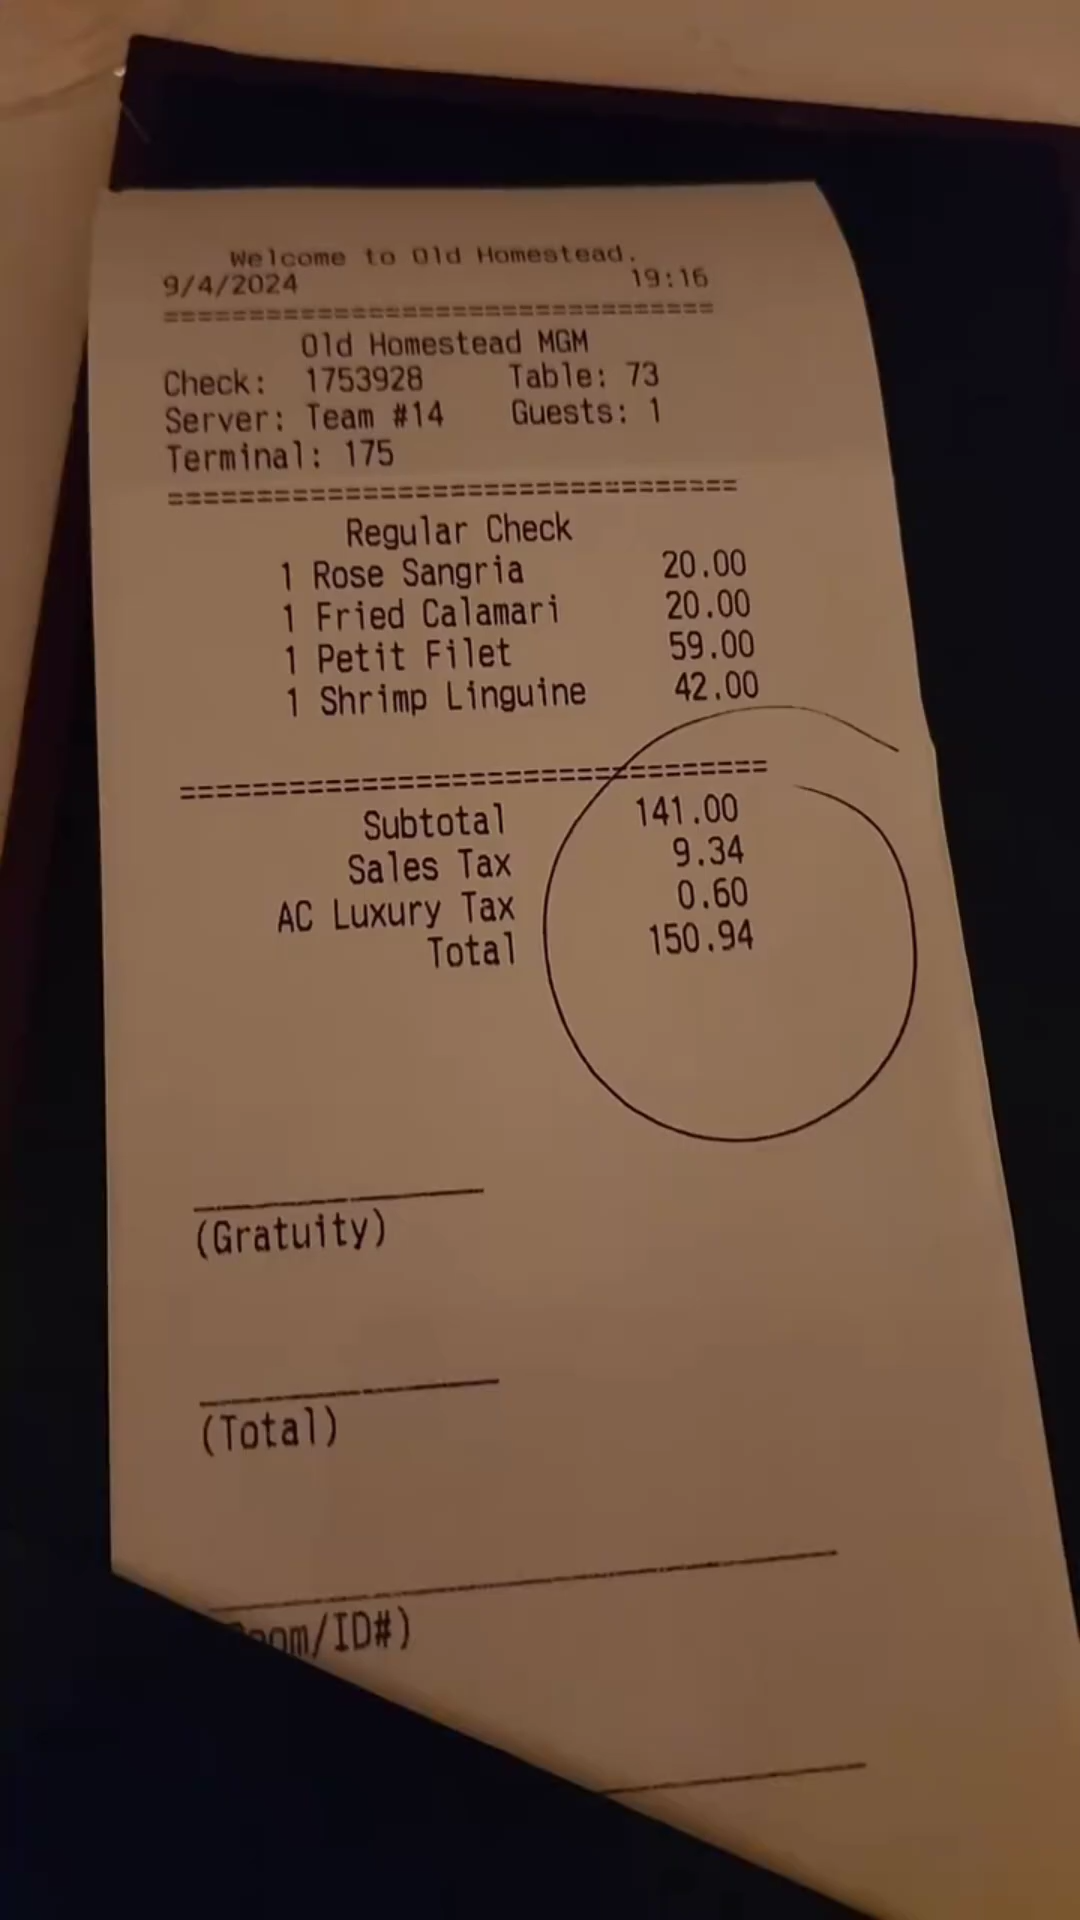 Welcome to Old Homestead.
9/4/2024 19:16
================================
Old Homestead MGM
Check: 1753928 Table: 73
Server: Team #14 Guests: 1
Terminal: 175
================================
Regular Check
1 Rose Sangria 20.00
1 Fried Calamari 20.00
1 Petit Filet 59.00
1 Shrimp Linguine 42.00
================================
Subtotal 141.00
Sales Tax 9.34
AC Luxury Tax 0.60
Total 150.94
(Gratuity)
(Total)
oom/ID#)